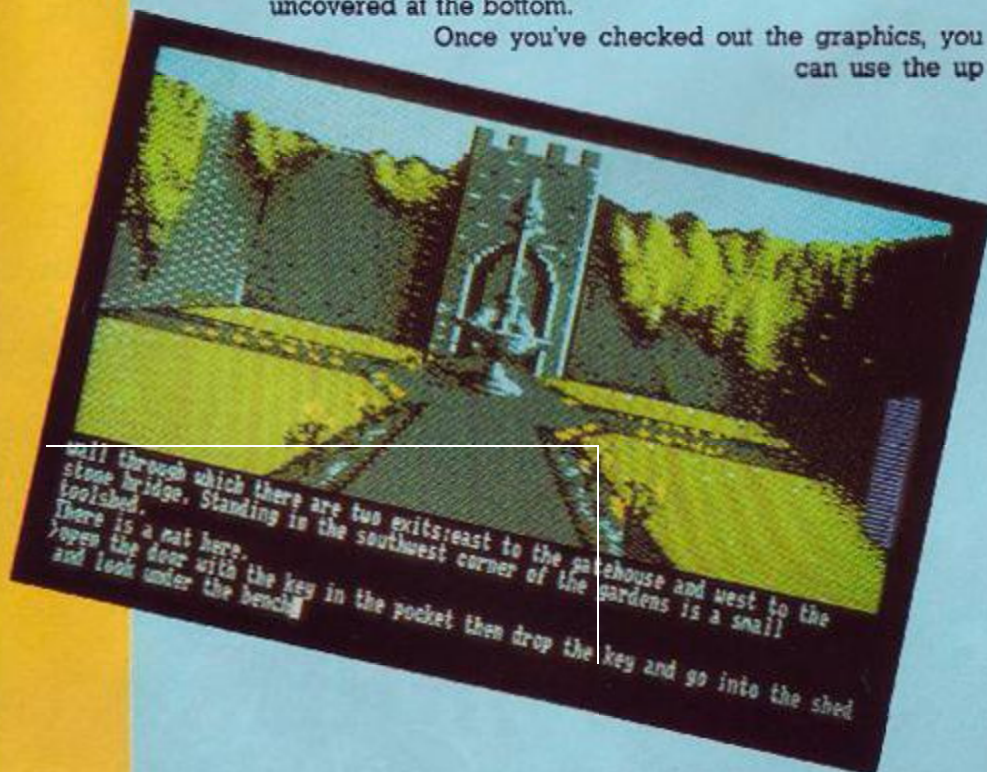 uncovered at the bottom.
Once you've checked out the graphics, you
can use the up
wall through which there are two exits;east to the gatehouse and west to the
stone bridge. Standing in the southwest corner of the gardens is a small
toolshed.
There is a mat here.
>open the door with the key in the pocket then drop the key and go into the shed
and look under the bench